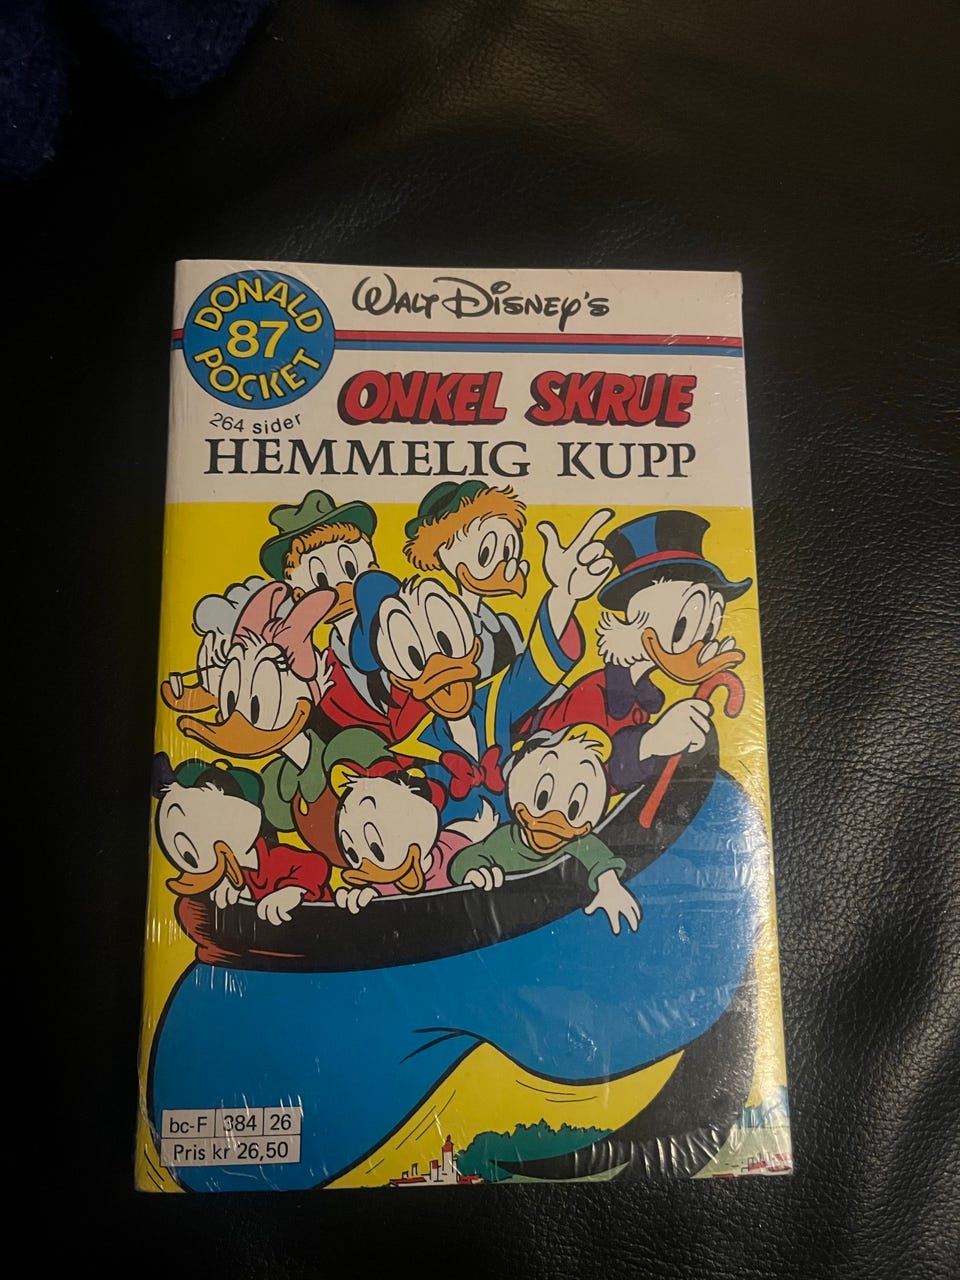 DONALD
87
POCKET
WALT DISNEY'S
ONKEL SKRUE
264 sider
HEMMELIG KUPP
bc-F 384 26
Pris kr 26,50